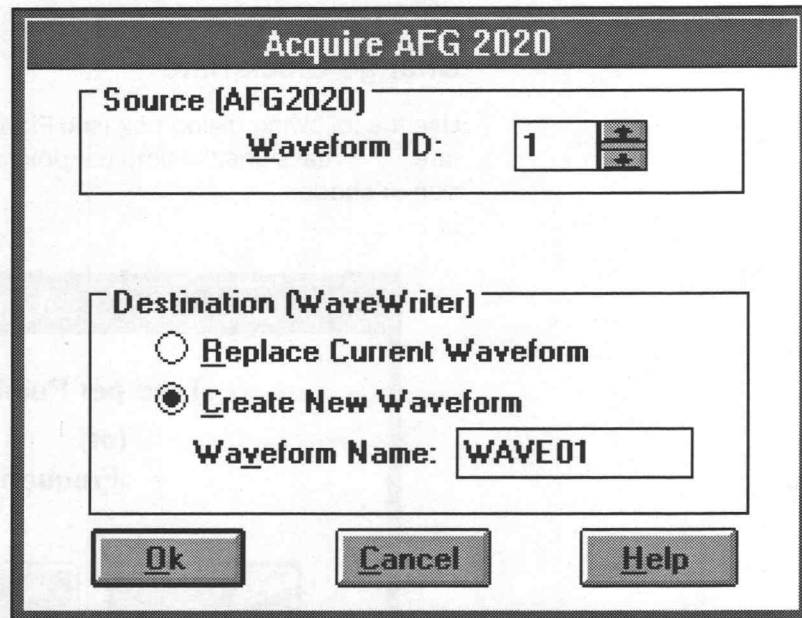 Acquire AFG 2020
Source (AFG2020)
Waveform ID: 1
Destination (WaveWriter)
Replace Current Waveform
Create New Waveform
Waveform Name: WAVE01
Ok Cancel Help